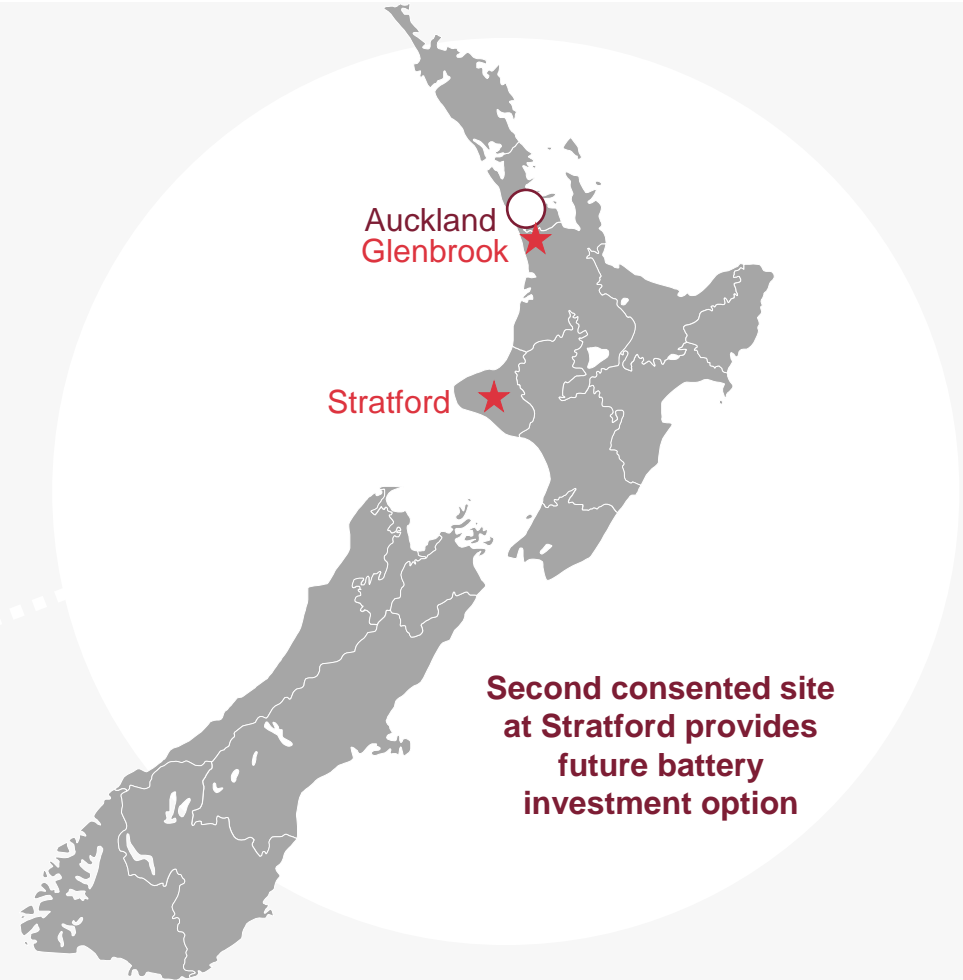 Auckland
Glenbrook
Stratford
Second consented site
at Stratford provides
future battery
investment option